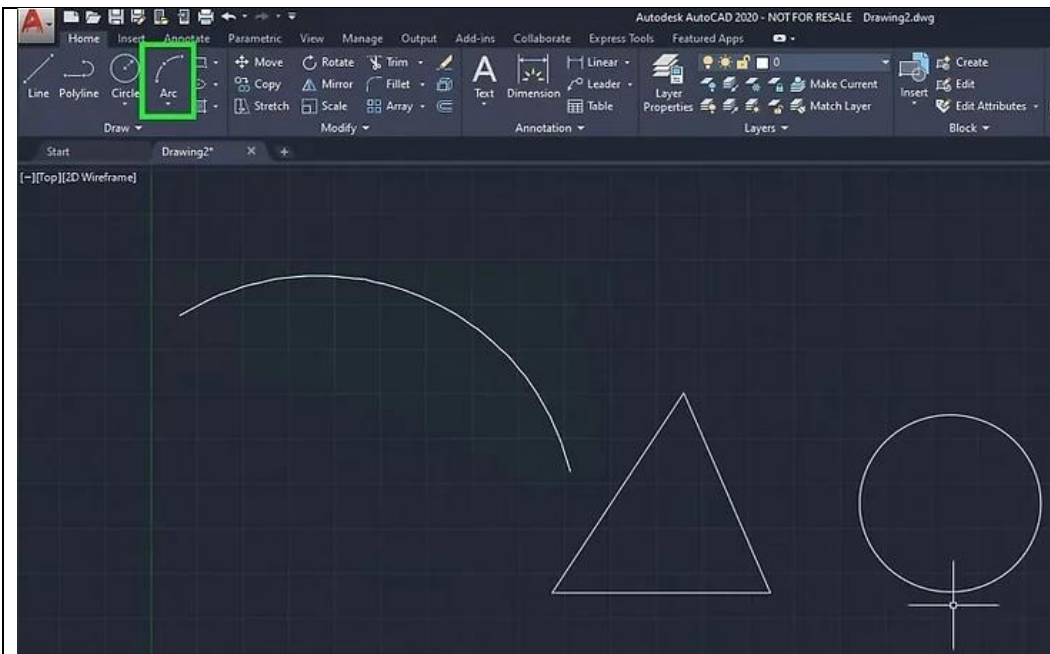 A
Autodesk AutoCAD 2020 - NOT FOR RESALE Drawing2.dwg
Home Insert Annotate Parametric View Manage Output Add-ins Collaborate Express Tools Featured Apps
Move Rotate Trim Linear 0 Create
Line Polyline Circle Arc Copy Mirror Fillet A Text Dimension Leader Layer Properties Make Current Insert Edit
Stretch Scale Array Table Match Layer Edit Attributes
Draw Modify Annotation Layers Block
Start Drawing2* × +
[−][Top][2D Wireframe]